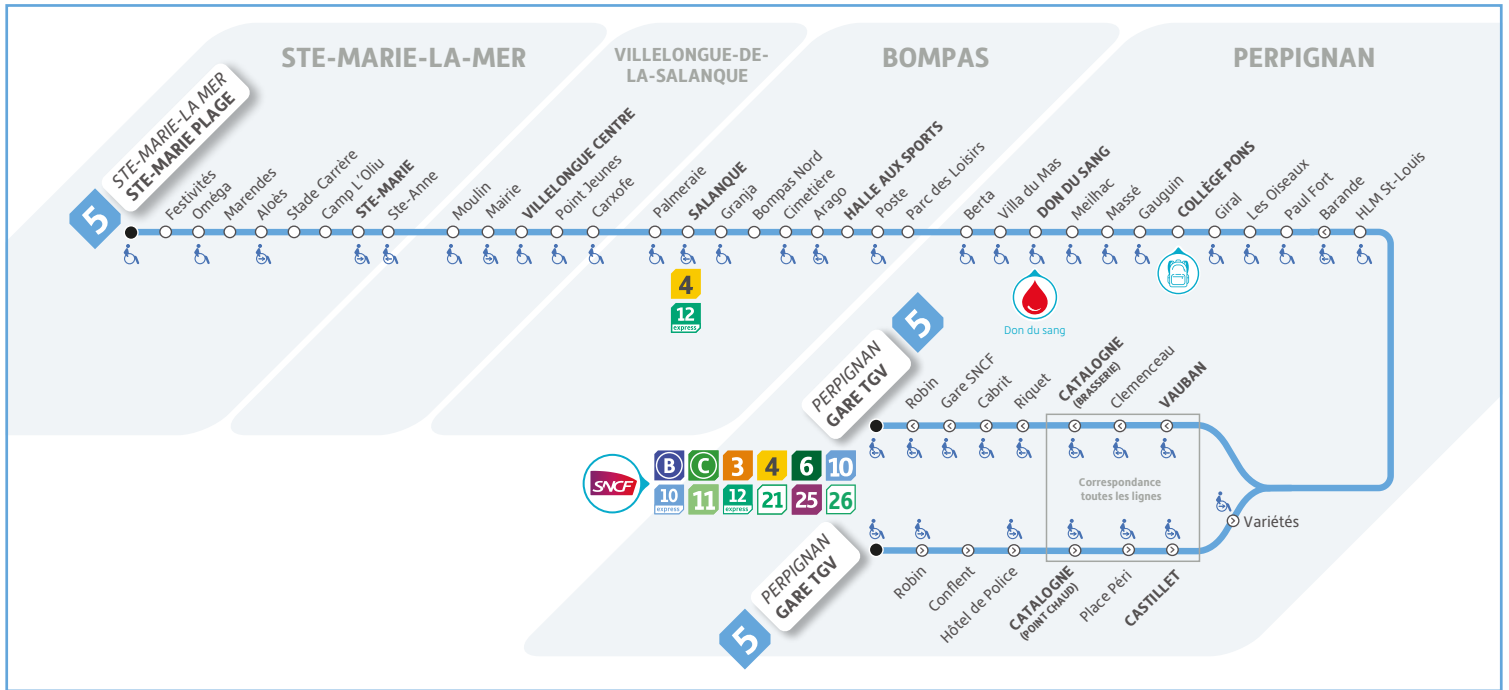 STE-MARIE-LA-MER
VILLELONGUE-DE-
LA-SALANQUE
BOMPAS
PERPIGNAN
5
STE-MARIE-LA MER
STE-MARIE PLAGE
Festivités
Oméga
Marendes
Aloès
Stade Carrère
Camp L'Oliu
STE-MARIE
Ste-Anne
Moulin
Mairie
VILLELONGUE CENTRE
Point Jeunes
Carxofe
Palmeraie
SALANQUE
Granja
Bompas Nord
Cimetière
Arago
HALLE AUX SPORTS
Poste
Parc des Loisirs
Berta
Villa du Mas
DON DU SANG
Meilhac
Massé
Gauguin
COLLÈGE PONS
Giral
Les Oiseaux
Paul Fort
Barande
HLM St-Louis
4
12
express
Don du sang
5
PERPIGNAN
GARE TGV
Robin
Gare SNCF
Cabrit
Riquet
CATALOGNE
(BRASSERIE)
Clemenceau
VAUBAN
SNCF
B C 3 4 6 10
10 express 11 12 express 21 25 26
Correspondance
toutes les lignes
Variétés
5
PERPIGNAN
GARE TGV
Robin
Conflent
Hôtel de Police
CATALOGNE
(POINT CHAUD)
Place Péri
CASTILLET